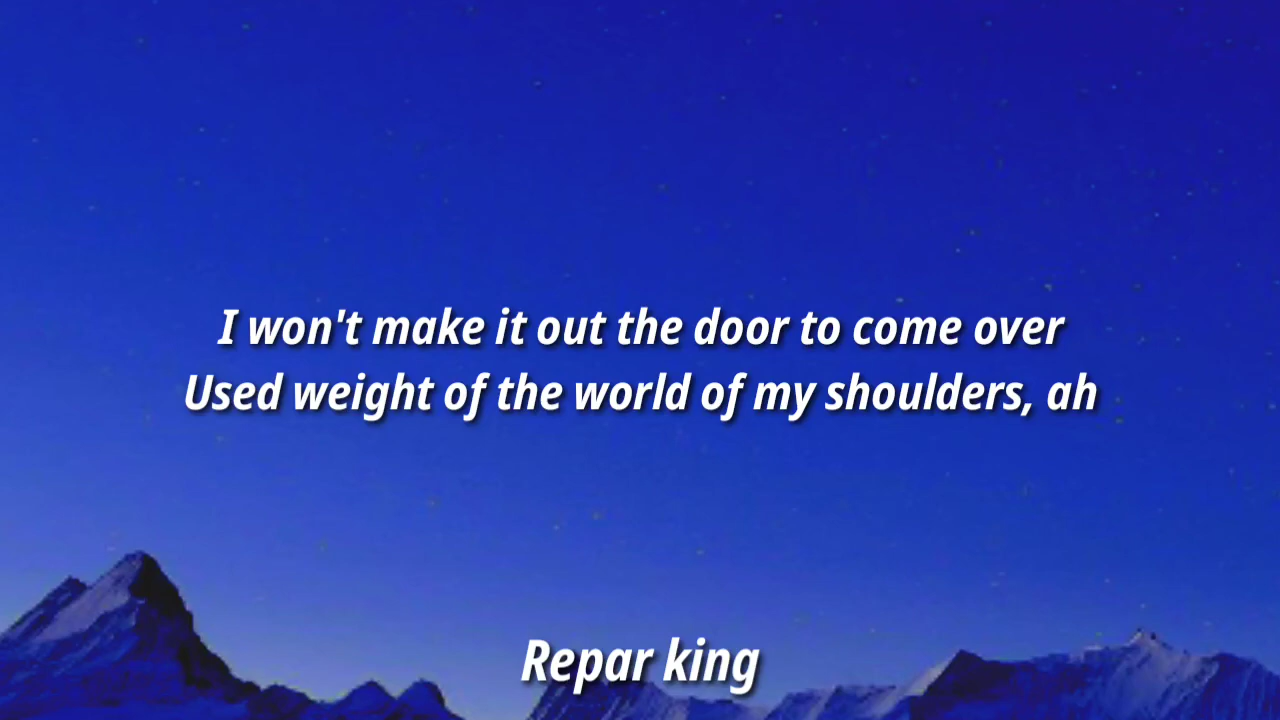 I won't make it out the door to come over
Used weight of the world of my shoulders, ah
Repar king